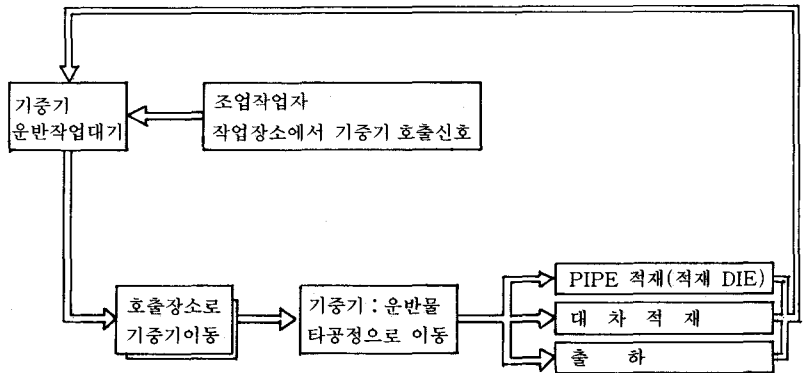 기중기
운반작업대기
조업작업자
작업장소에서 기중기 호출신호
호출장소로
기중기이동
기중기 : 운반물
타공정으로 이동
PIPE 적재(적재 DIE)
대 차 적 재
출 하